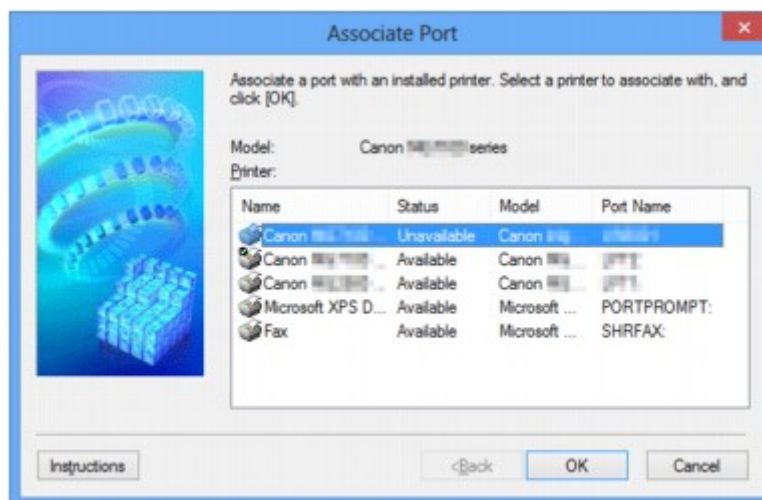 Associate Port
Associate a port with an installed printer. Select a printer to associate with, and
click [OK].
Model: Canon series
Printer:
Name Status Model Port Name
Canon ... Unavailable Canon ...
Canon ... Available Canon ...
Canon ... Available Canon ...
Microsoft XPS D... Available Microsoft ... PORTPROMPT:
Fax Available Microsoft ... SHRFAX:
Instructions <Back OK Cancel